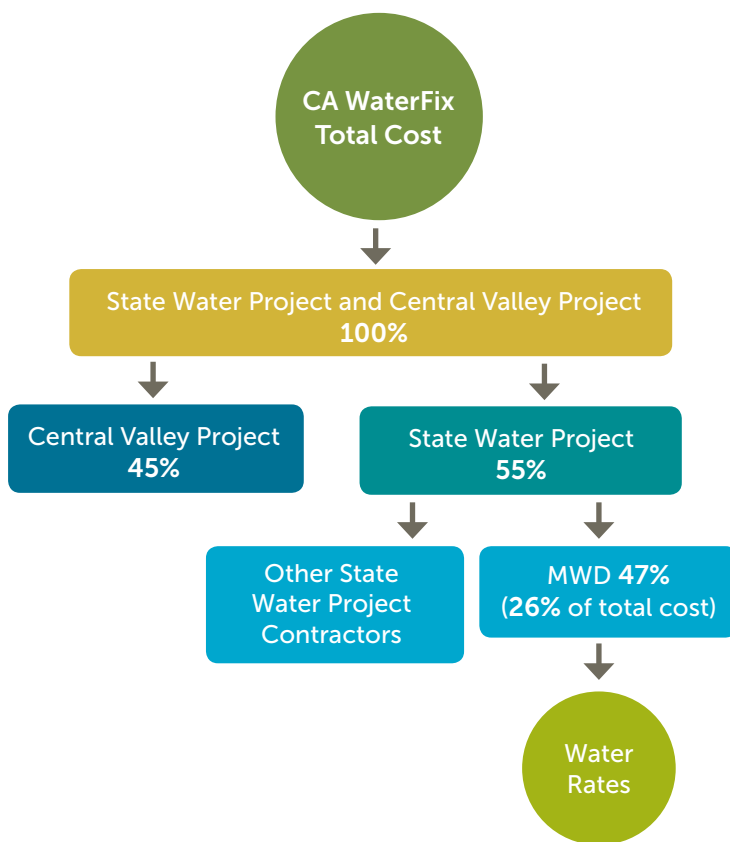 CA WaterFix
Total Cost
State Water Project and Central Valley Project
100%
Central Valley Project
45%
State Water Project
55%
Other State
Water Project
Contractors
MWD 47%
(26% of total cost)
Water
Rates